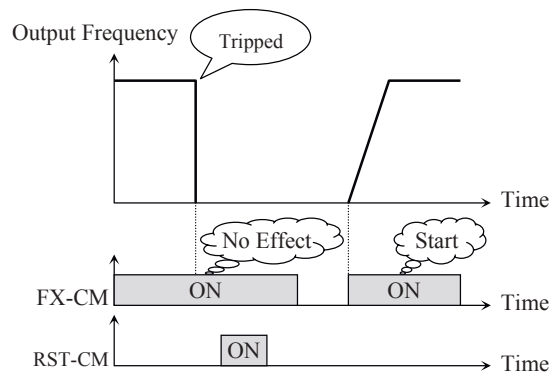 Output Frequency
Tripped
Time
No Effect
Start
FX-CM
ON
ON
Time
RST-CM
ON
Time